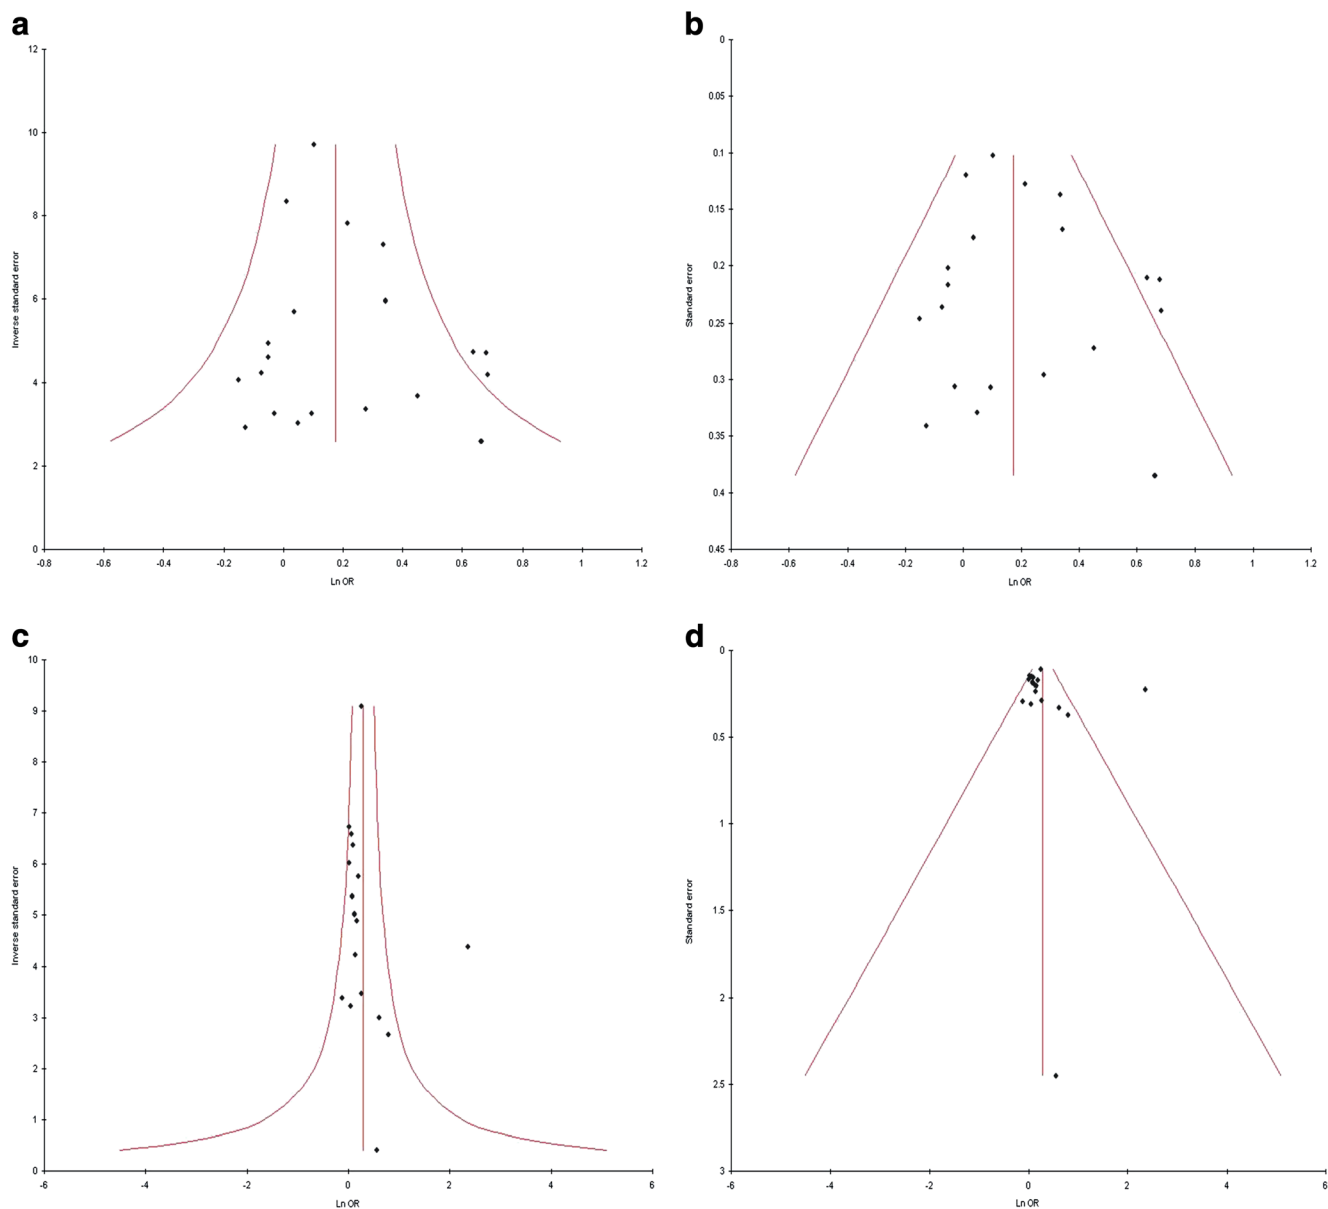 a
12
10
8
6
4
2
0
-0.8 -0.6 -0.4 -0.2 0 0.2 0.4 0.6 0.8 1 1.2
Inverse standard error
Ln OR
b
0
0.05
0.1
0.15
0.2
0.25
0.3
0.35
0.4
0.45
-0.8 -0.6 -0.4 -0.2 0 0.2 0.4 0.6 0.8 1 1.2
Standard error
Ln OR
c
10
9
8
7
6
5
4
3
2
1
0
-6 -4 -2 0 2 4 6
Inverse standard error
Ln OR
d
0
0.5
1
1.5
2
2.5
3
-6 -4 -2 0 2 4 6
Standard error
Ln OR